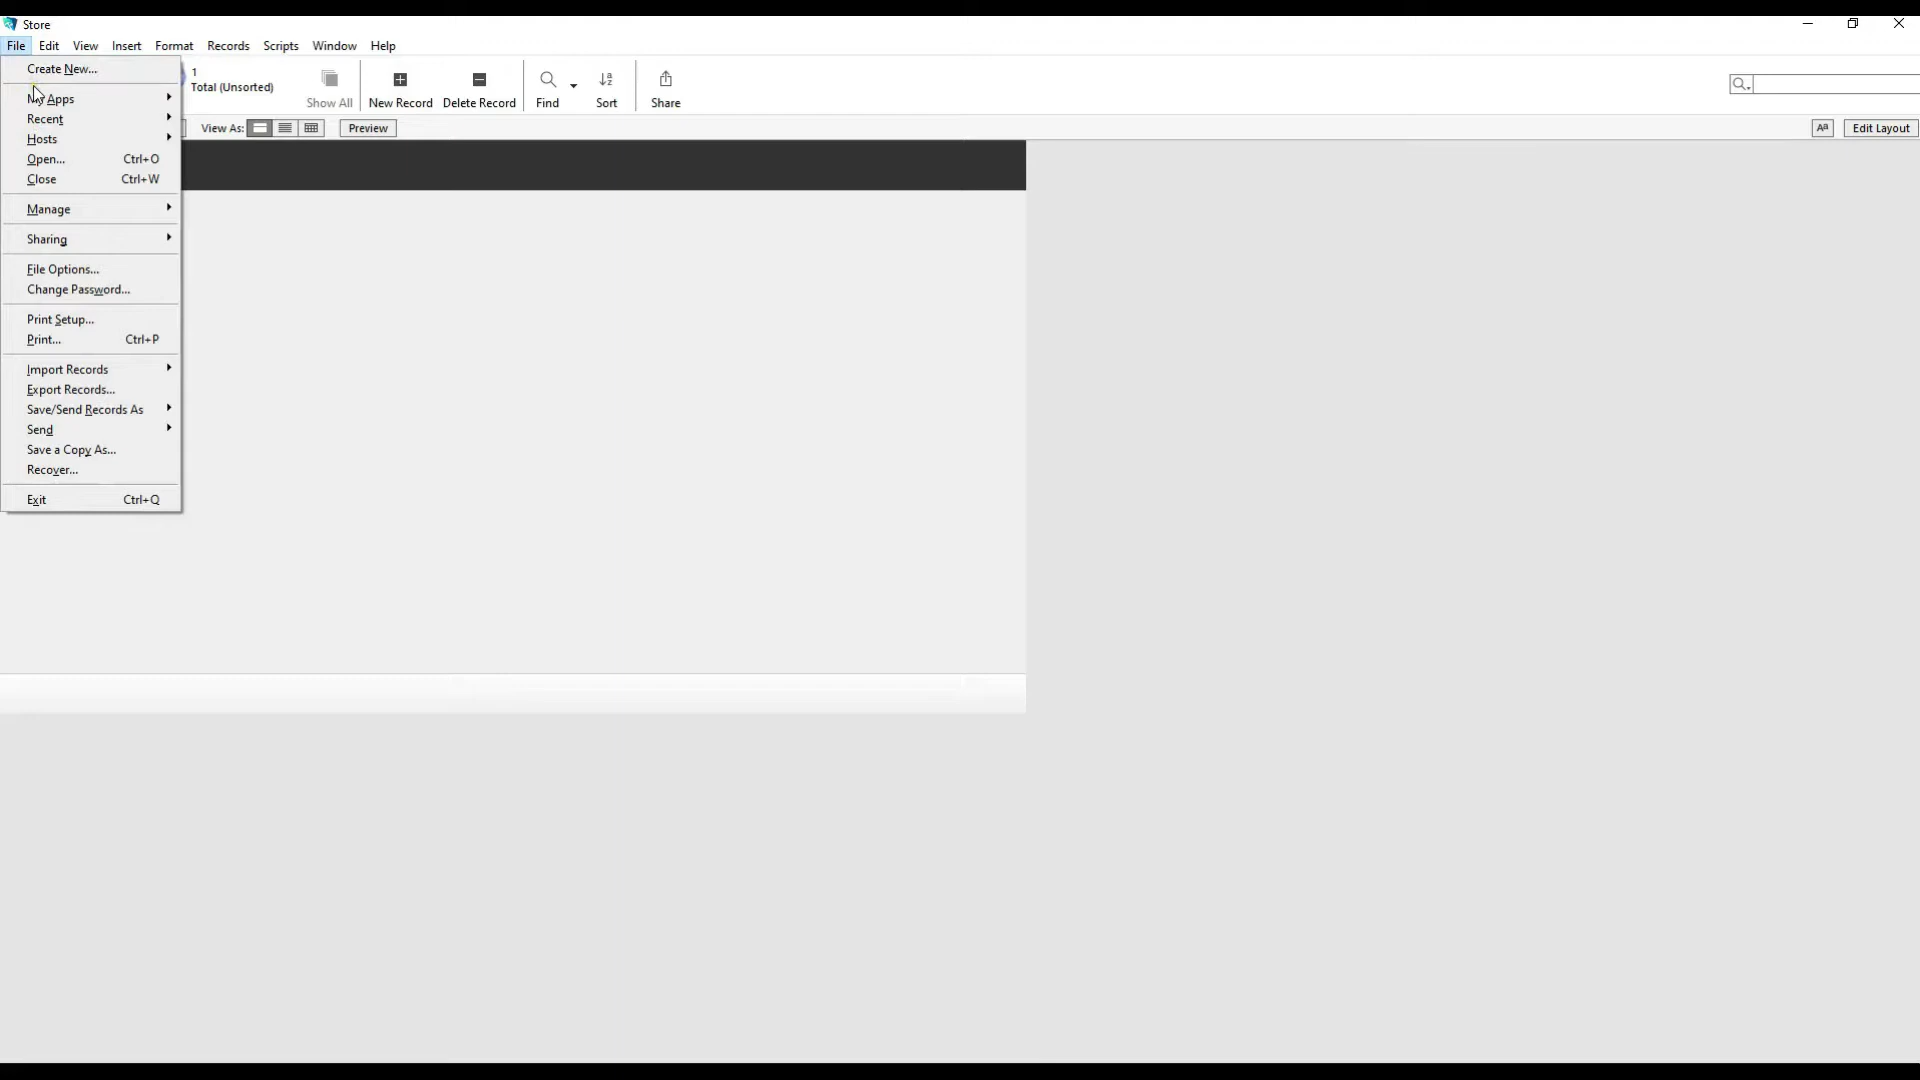 Store
File Edit View Insert Format Records Scripts Window Help
Create New...
My Apps
Recent
Hosts
Open... Ctrl+O
Close Ctrl+W
Manage
Sharing
File Options...
Change Password...
Print Setup...
Print... Ctrl+P
Import Records
Export Records...
Save/Send Records As
Send
Save a Copy As...
Recover...
Exit Ctrl+Q
1
Total (Unsorted)
Show All New Record Delete Record Find Sort Share
View As: Preview Aa Edit Layout